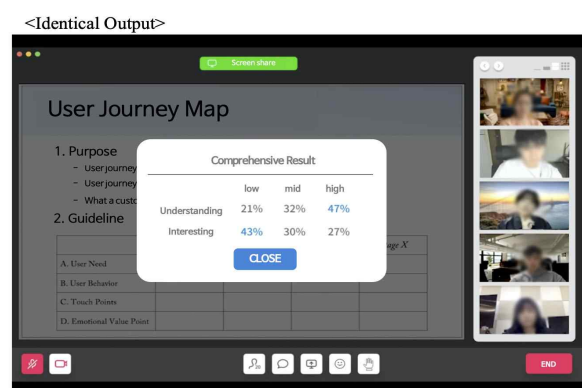 <Identical Output>
Screen share
User Journey Map
1. Purpose
- User journey
- User journey
- What a custo
2. Guideline
Comprehensive Result
low mid high
Understanding 21% 32% 47%
Interesting 43% 30% 27%
CLOSE
age X
A. User Need
B. User Behavior
C. Touch Points
D. Emotional Value Point
END